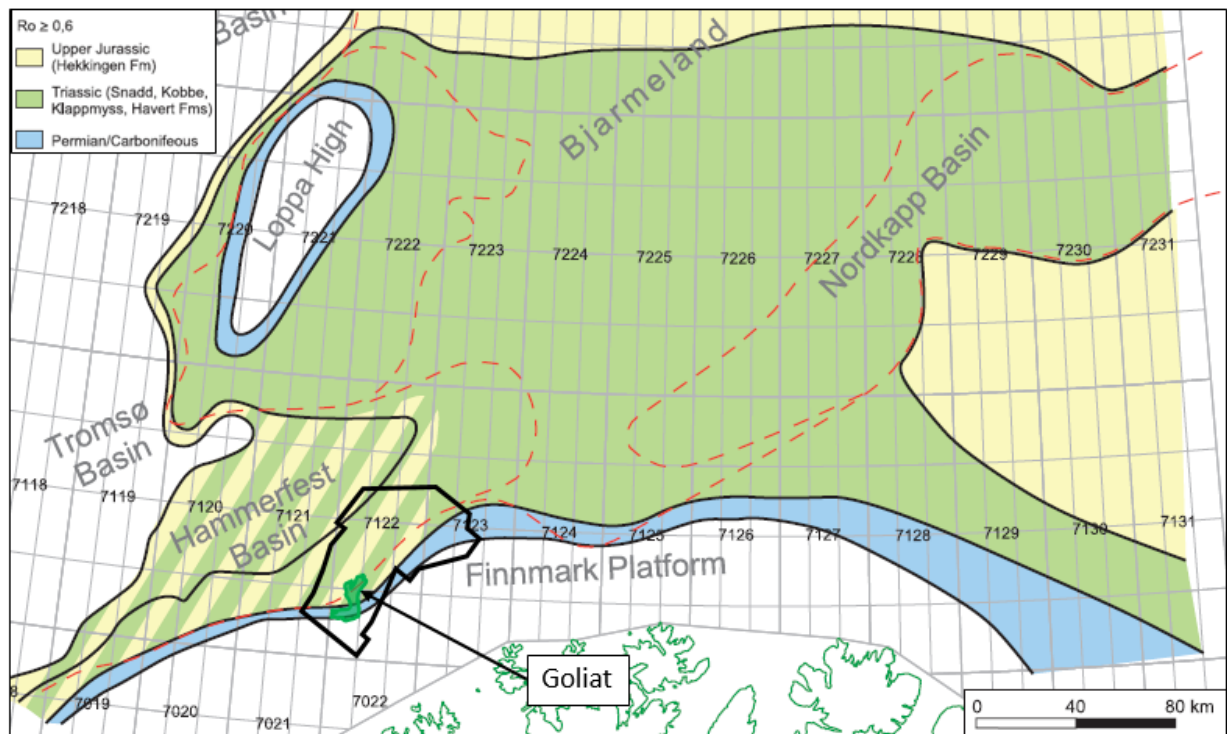 Ro ≥ 0,6
Upper Jurassic
(Hekkingen Fm)
Triassic (Snadd, Kobbe,
Klappmyss, Havert Fms)
Permian/Carbonifeous
Basin
Bjarmeland
Loppa High
Nordkapp Basin
7218
7219
7220
7221
7222
7223
7224
7225
7226
7227
7228
7229
7230
7231
Tromsø
Basin
Hammerfest
Basin
7118
7119
7120
7121
7122
7123
7124
7125
7126
7127
7128
7129
7130
7131
Finnmark Platform
Goliat
8
7019
7020
7021
7022
0 40 80 km